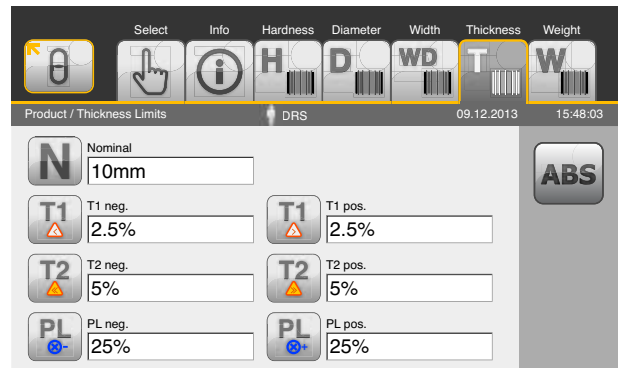 Select Info Hardness Diameter Width Thickness Weight
H D WD T W
Product / Thickness Limits DRS 09.12.2013 15:48:03
N Nominal
10mm
ABS
T1 T1 neg. T1 T1 pos.
2.5% 2.5%
T2 T2 neg. T2 T2 pos.
5% 5%
PL PL neg. PL PL pos.
25% 25%